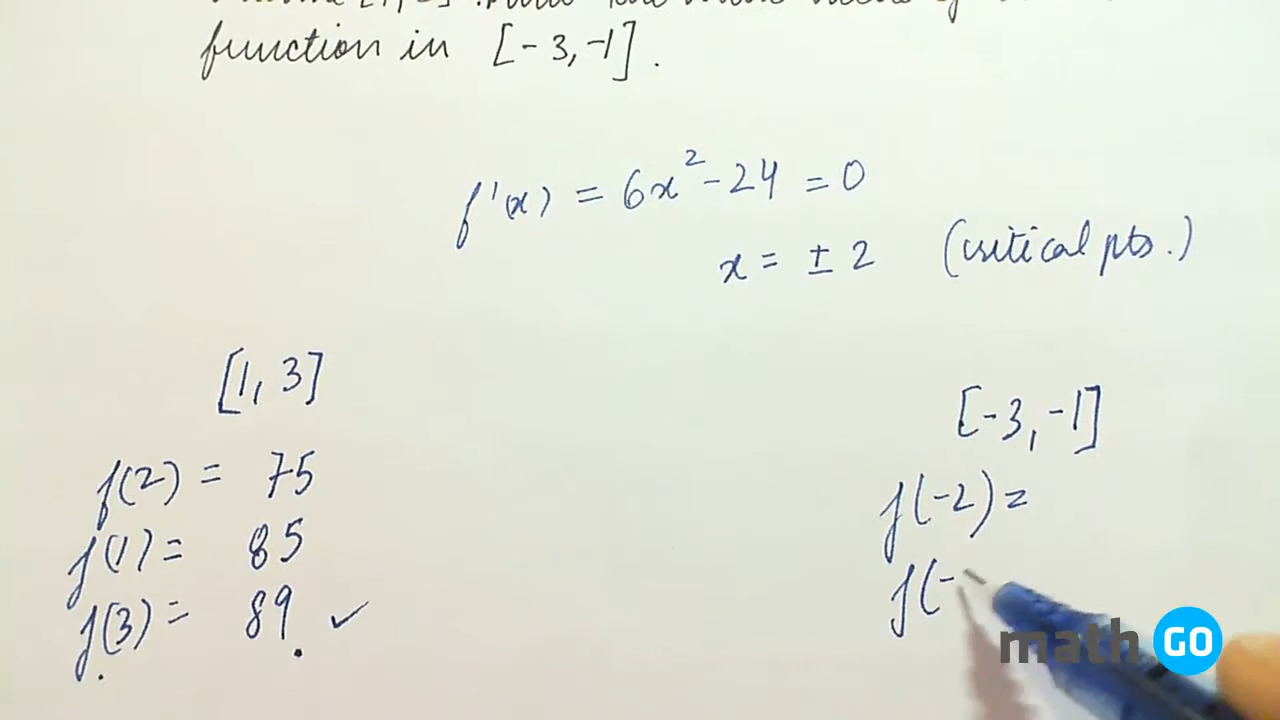 function in [-3, -1].
f'(x) = 6x² - 24 = 0
x = ± 2 (critical pts.)
[1, 3]
f(2) = 75
f(1) = 85
f(3) = 89 ✓
[-3, -1]
f(-2) =
f(-
math GO